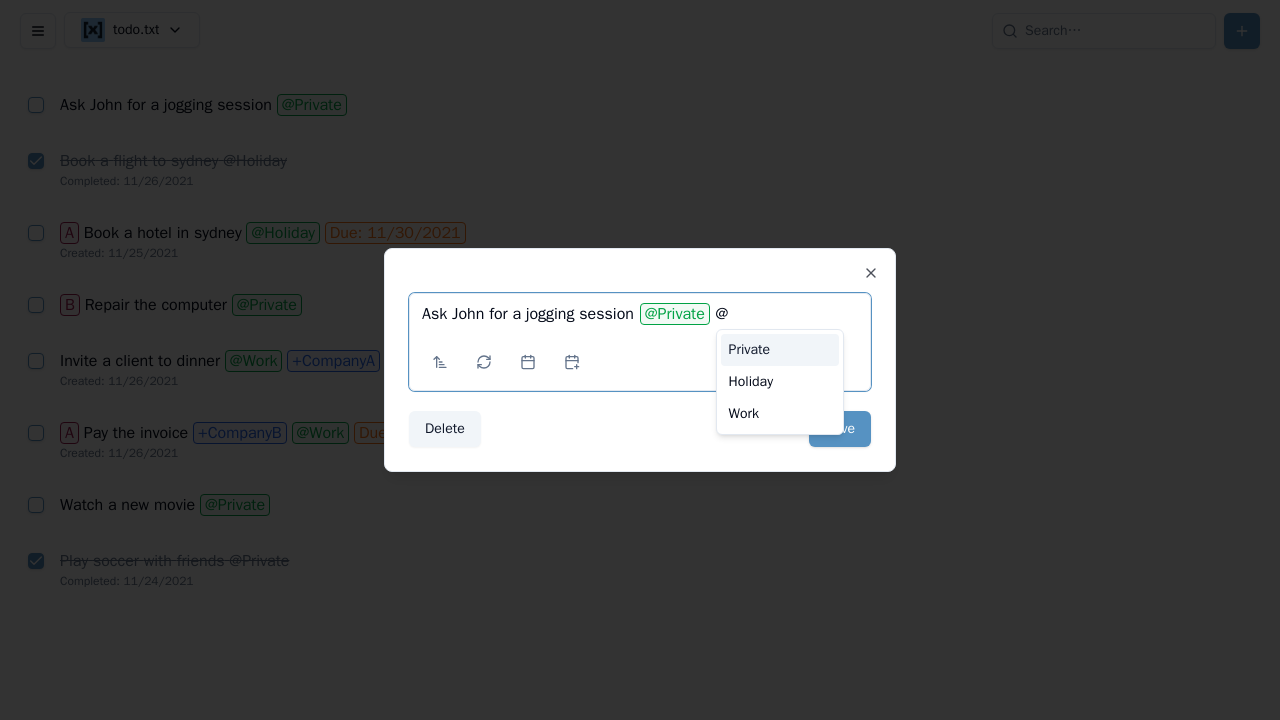 [x] todo.txt
Search…
Ask John for a jogging session @Private
Book a flight to sydney @Holiday
Completed: 11/26/2021
A Book a hotel in sydney @Holiday Due: 11/30/2021
Created: 11/25/2021
B Repair the computer @Private
Invite a client to dinner @Work +CompanyA
Created: 11/26/2021
A Pay the invoice +CompanyB @Work Due
Created: 11/26/2021
Watch a new movie @Private
Play soccer with friends @Private
Completed: 11/24/2021
Ask John for a jogging session @Private @
Private
Holiday
Work
Delete